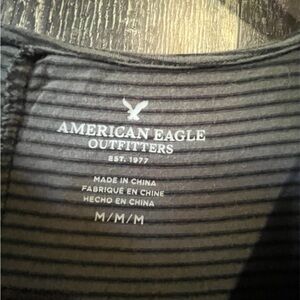 AMERICAN EAGLE
OUTFITTERS
EST. 1977
MADE IN CHINA
FABRIQUÉ EN CHINE
HECHO EN CHINA
M/M/M